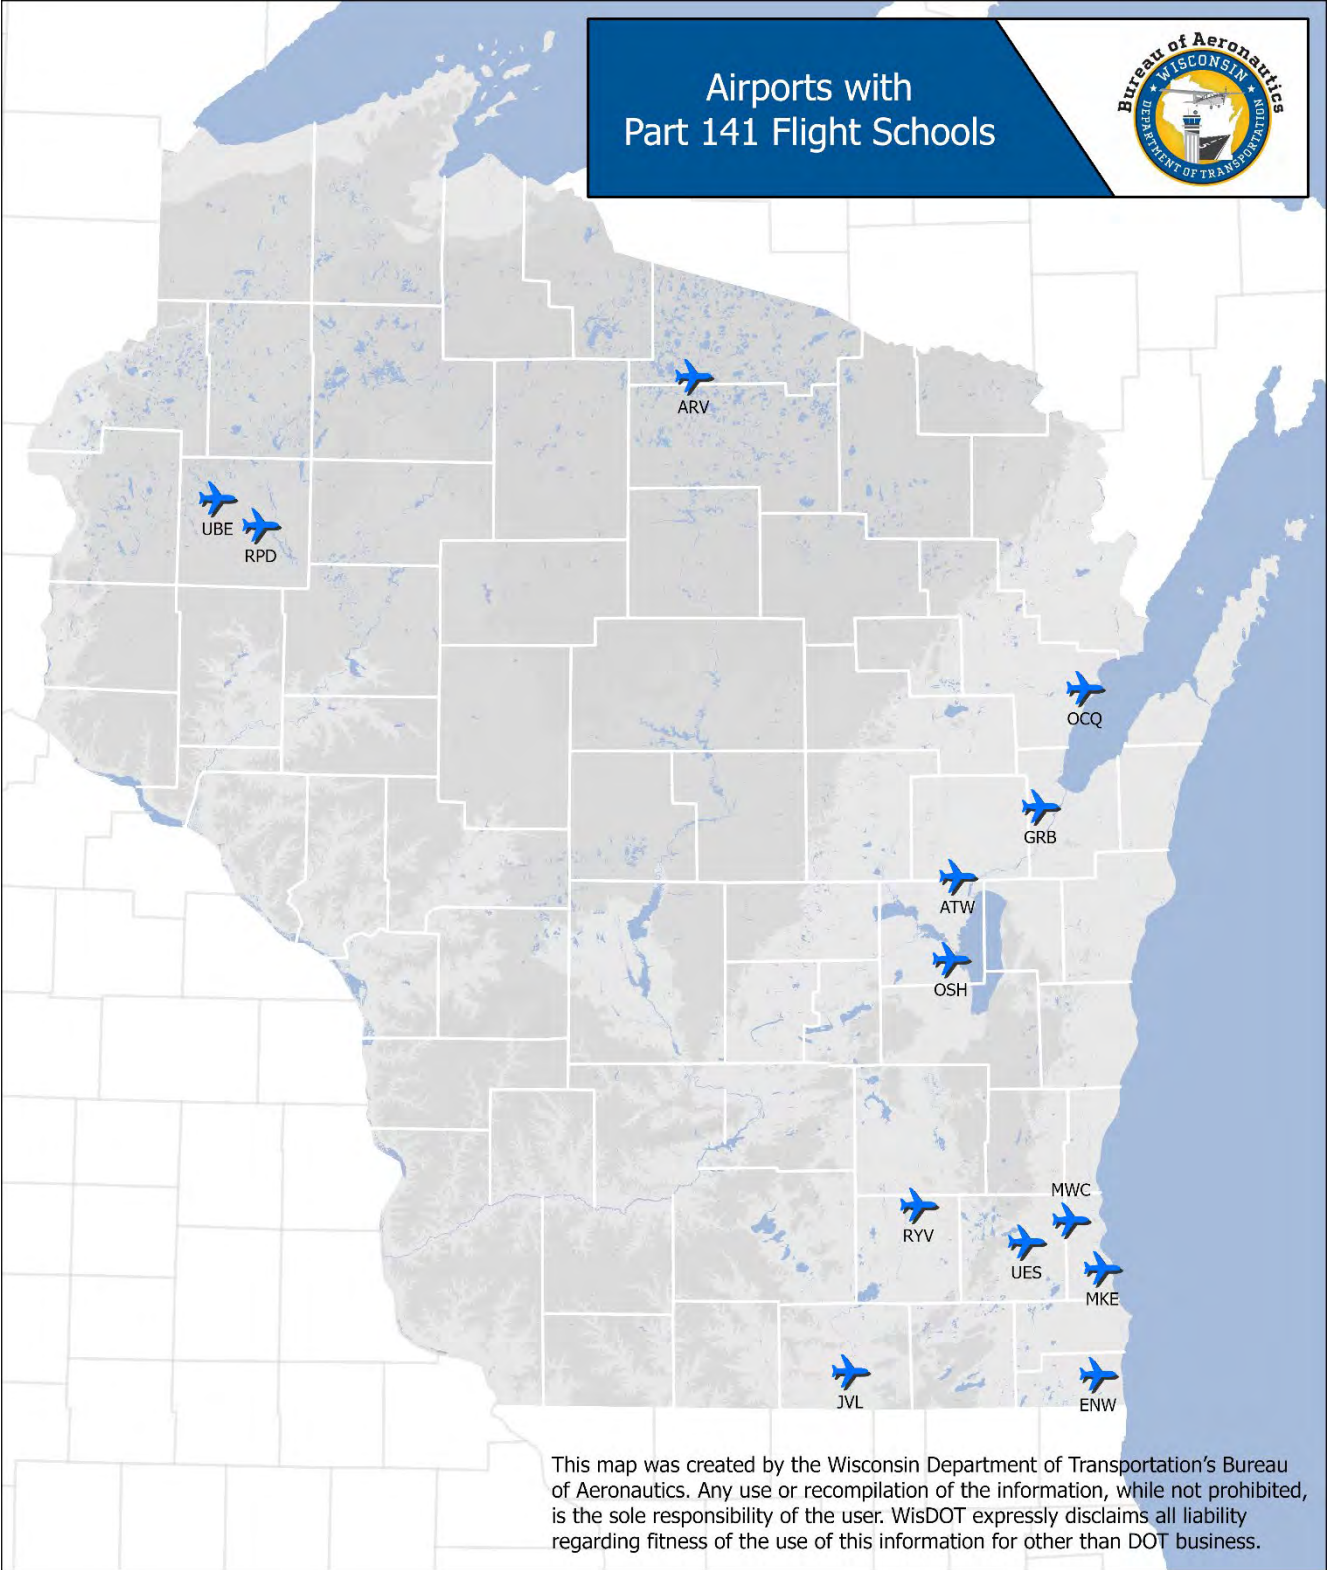 Airports with
Part 141 Flight Schools
Bureau of Aeronautics
WISCONSIN
DEPARTMENT OF TRANSPORTATION
ARV
UBE
RPD
OCQ
GRB
ATW
OSH
MWC
RYV
UES
MKE
JVL
ENW
This map was created by the Wisconsin Department of Transportation's Bureau
of Aeronautics. Any use or recompilation of the information, while not prohibited,
is the sole responsibility of the user. WisDOT expressly disclaims all liability
regarding fitness of the use of this information for other than DOT business.